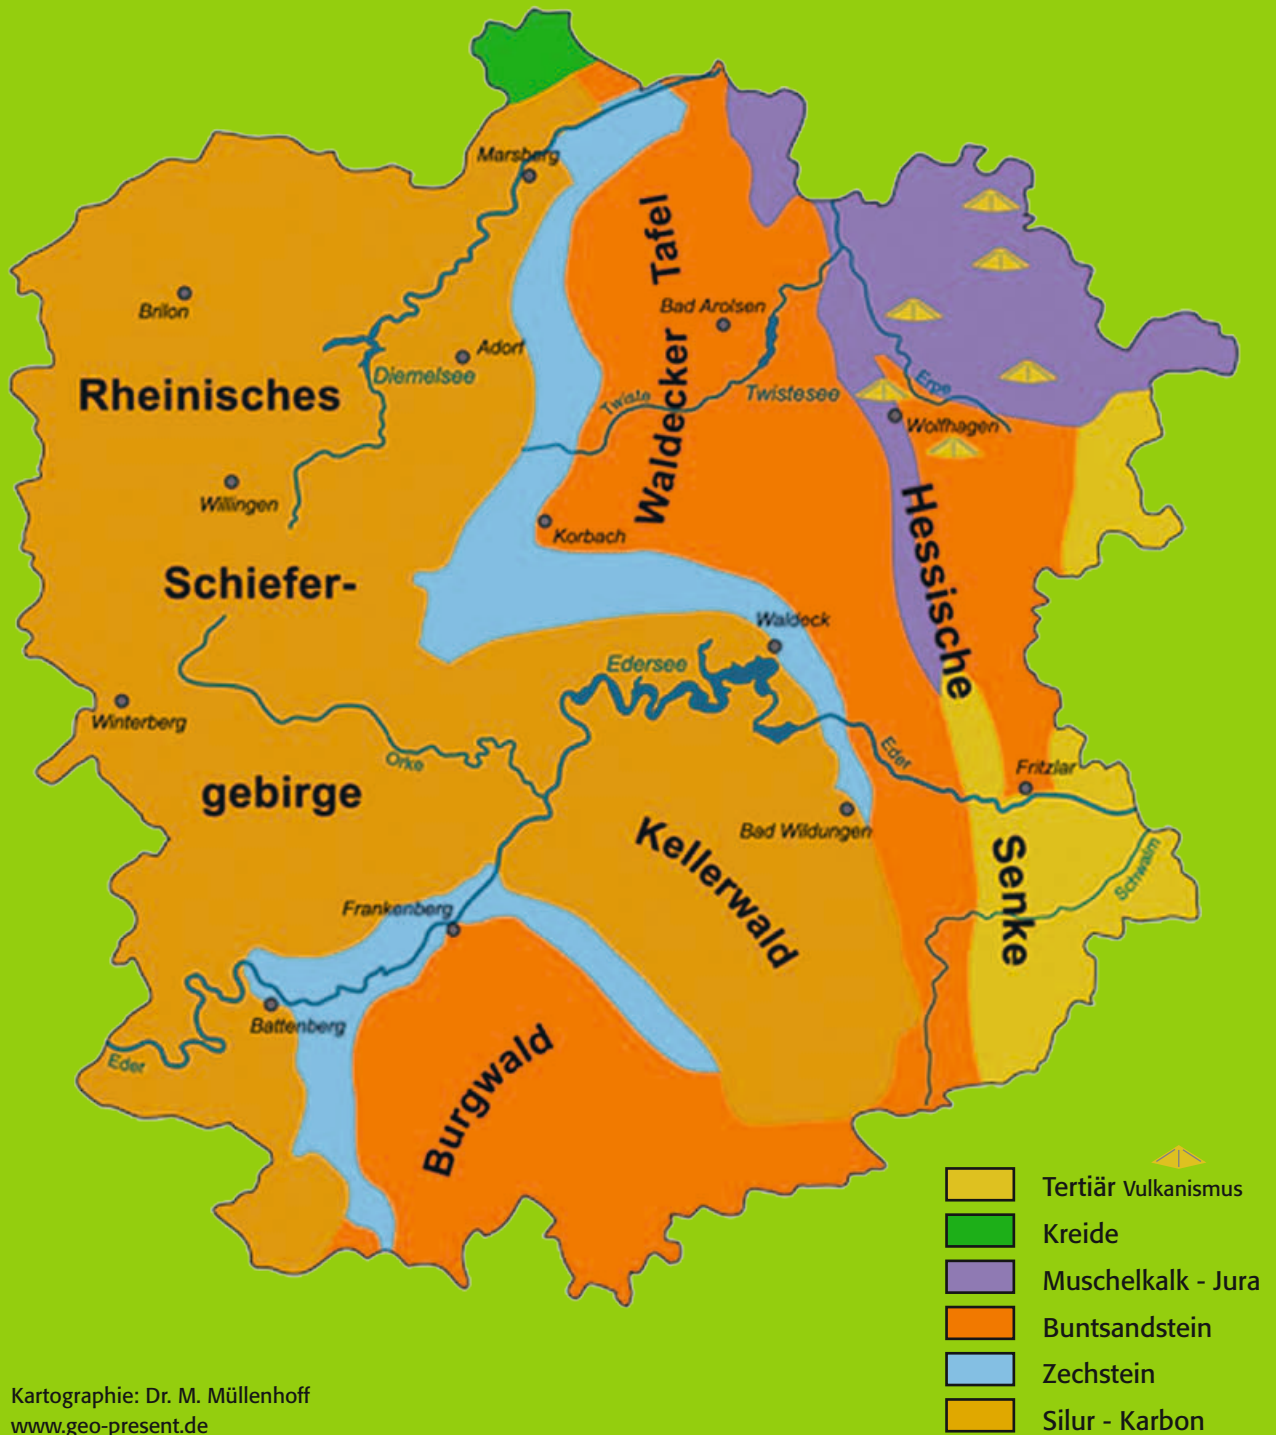 Marsberg
Brilon
Adorf
Diemelsee
Rheinisches
Waldecker Tafel
Bad Arolsen
Twiste
Twistesee
Erpe
Wolfhagen
Willingen
Korbach
Schiefer-
Hessische
Waldeck
Edersee
Winterberg
Orke
Eder
Fritzlar
gebirge
Kellerwald
Bad Wildungen
Senke
Schwalm
Frankenberg
Battenberg
Eder
Burgwald
Tertiär Vulkanismus
Kreide
Muschelkalk - Jura
Buntsandstein
Zechstein
Silur - Karbon
Kartographie: Dr. M. Müllenhoff
www.geo-present.de